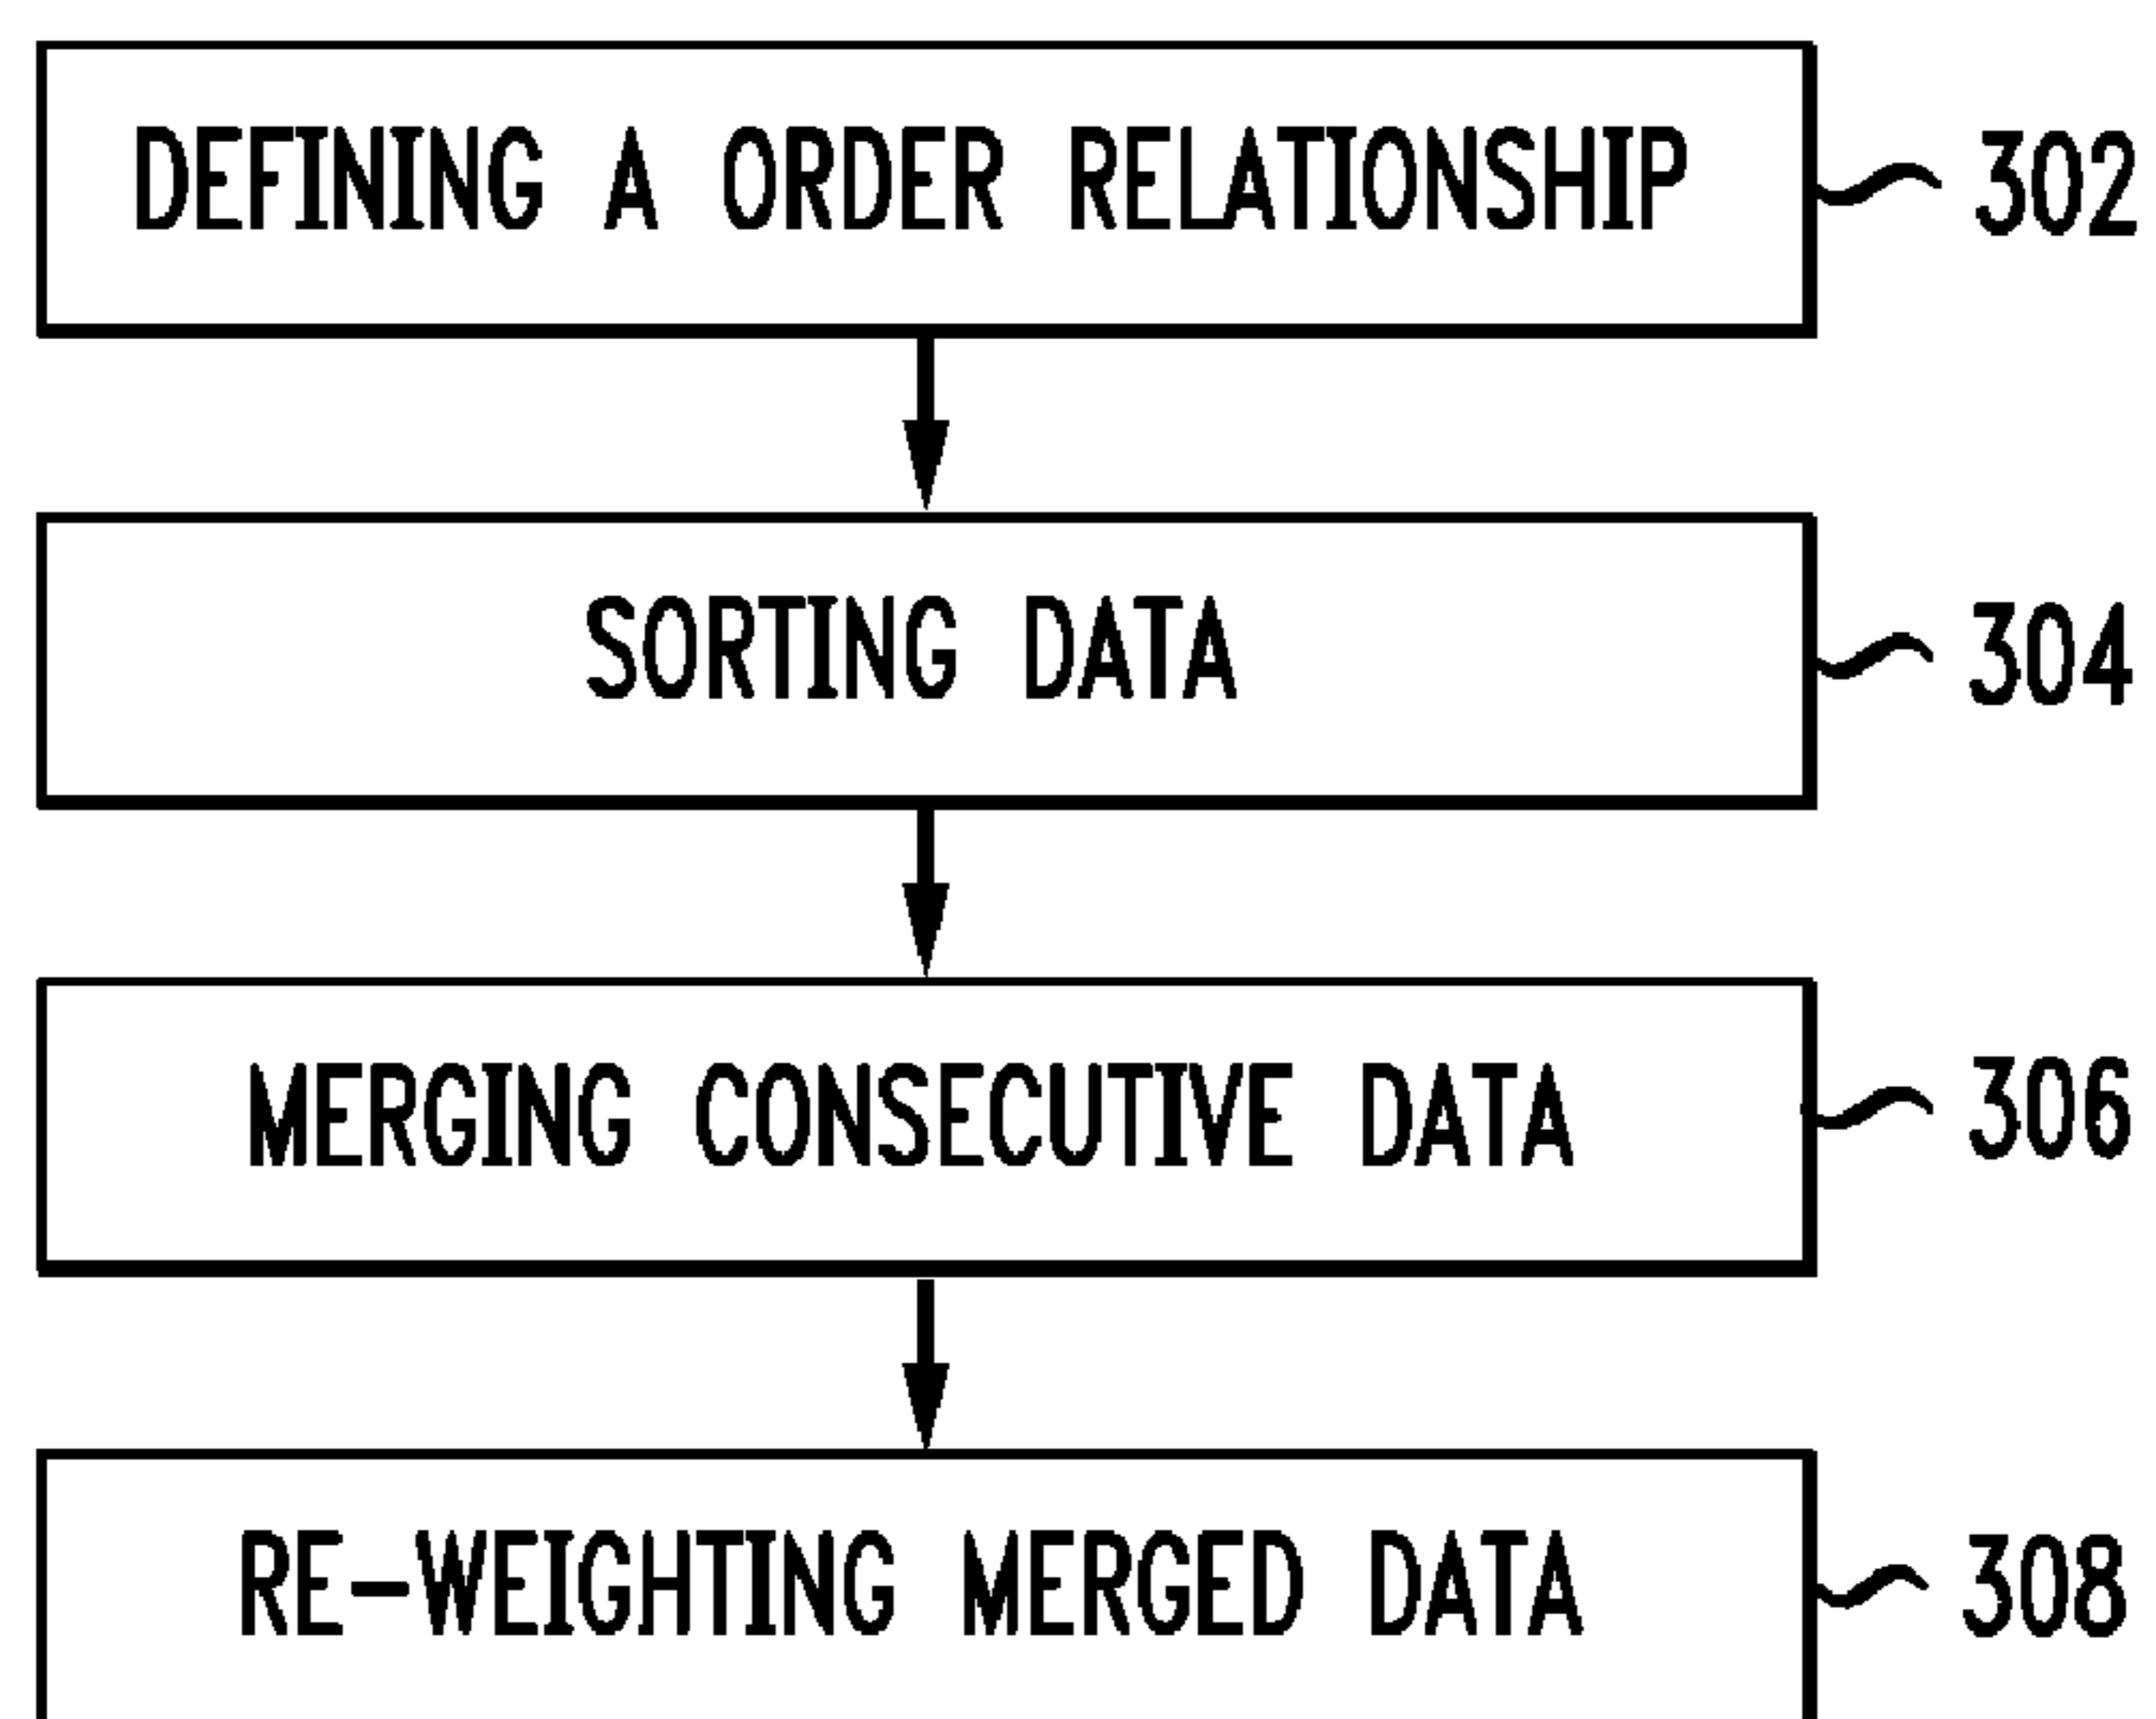 DEFINING A ORDER RELATIONSHIP 302
SORTING DATA 304
MERGING CONSECUTIVE DATA 306
RE-WEIGHTING MERGED DATA 308